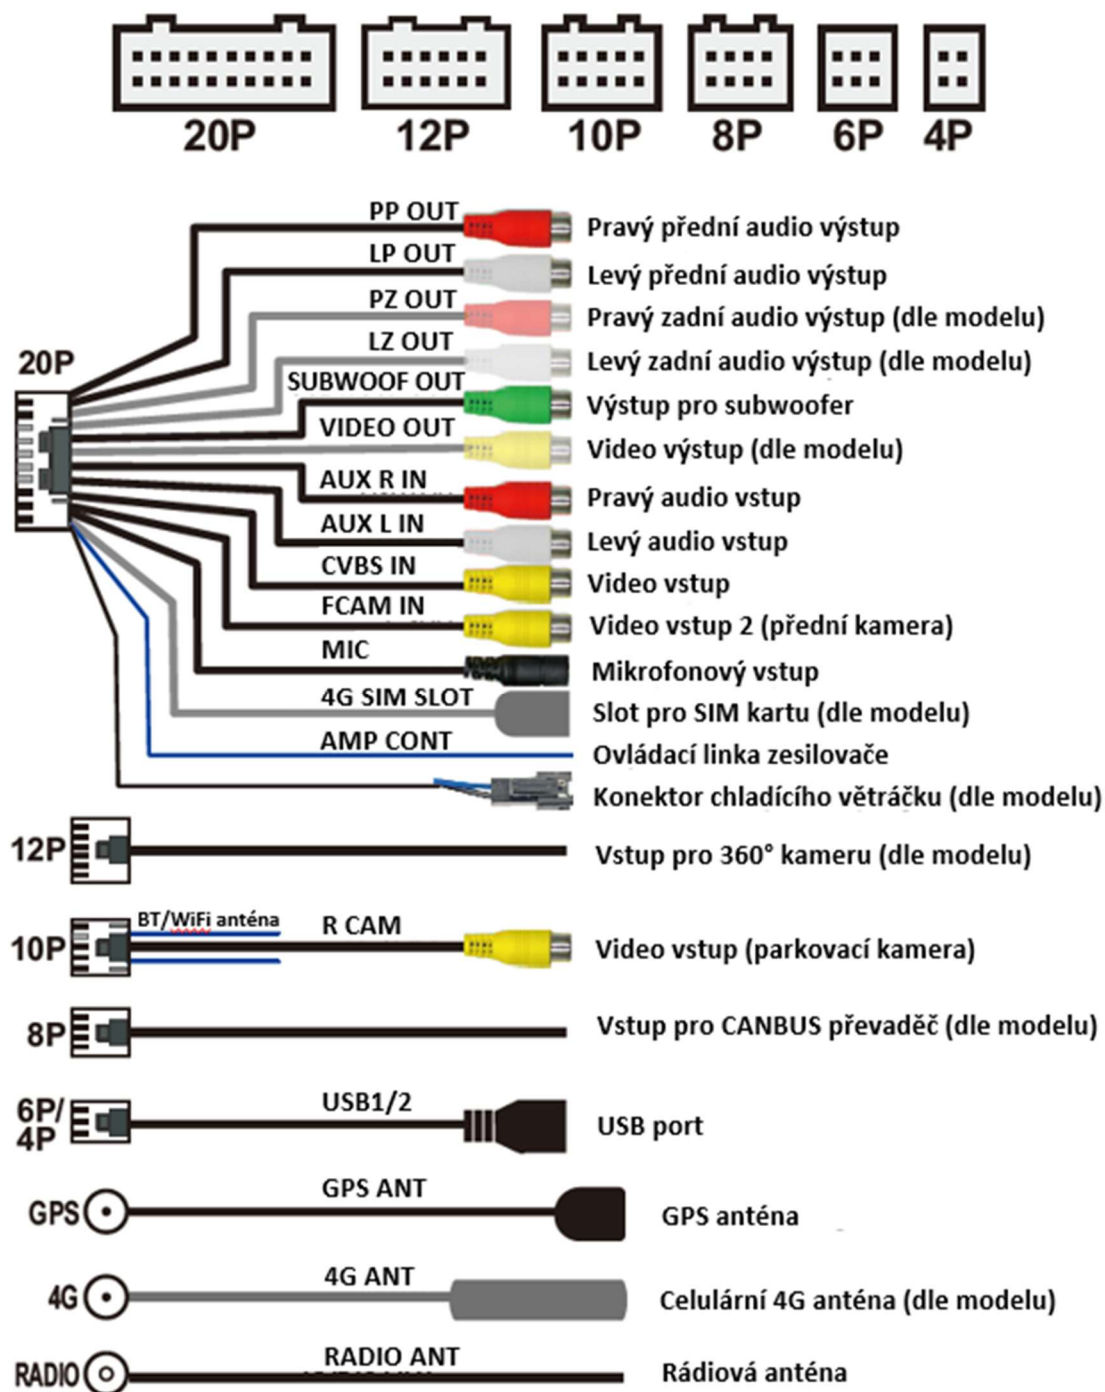 20P
12P
10P
8P
6P
4P
PP OUT
Pravý přední audio výstup
LP OUT
Levý přední audio výstup
PZ OUT
Pravý zadní audio výstup (dle modelu)
LZ OUT
Levý zadní audio výstup (dle modelu)
20P
SUBWOOF OUT
Výstup pro subwoofer
VIDEO OUT
Video výstup (dle modelu)
AUX R IN
Pravý audio vstup
AUX L IN
Levý audio vstup
CVBS IN
Video vstup
FCAM IN
Video vstup 2 (přední kamera)
MIC
Mikrofonový vstup
4G SIM SLOT
Slot pro SIM kartu (dle modelu)
AMP CONT
Ovládací linka zesilovače
Konektor chladícího větráčku (dle modelu)
12P
Vstup pro 360° kameru (dle modelu)
10P
BT/WiFi anténa
R CAM
Video vstup (parkovací kamera)
8P
Vstup pro CANBUS převaděč (dle modelu)
6P/
4P
USB1/2
USB port
GPS
GPS ANT
GPS anténa
4G
4G ANT
Celulární 4G anténa (dle modelu)
RADIO
RADIO ANT
Rádiová anténa